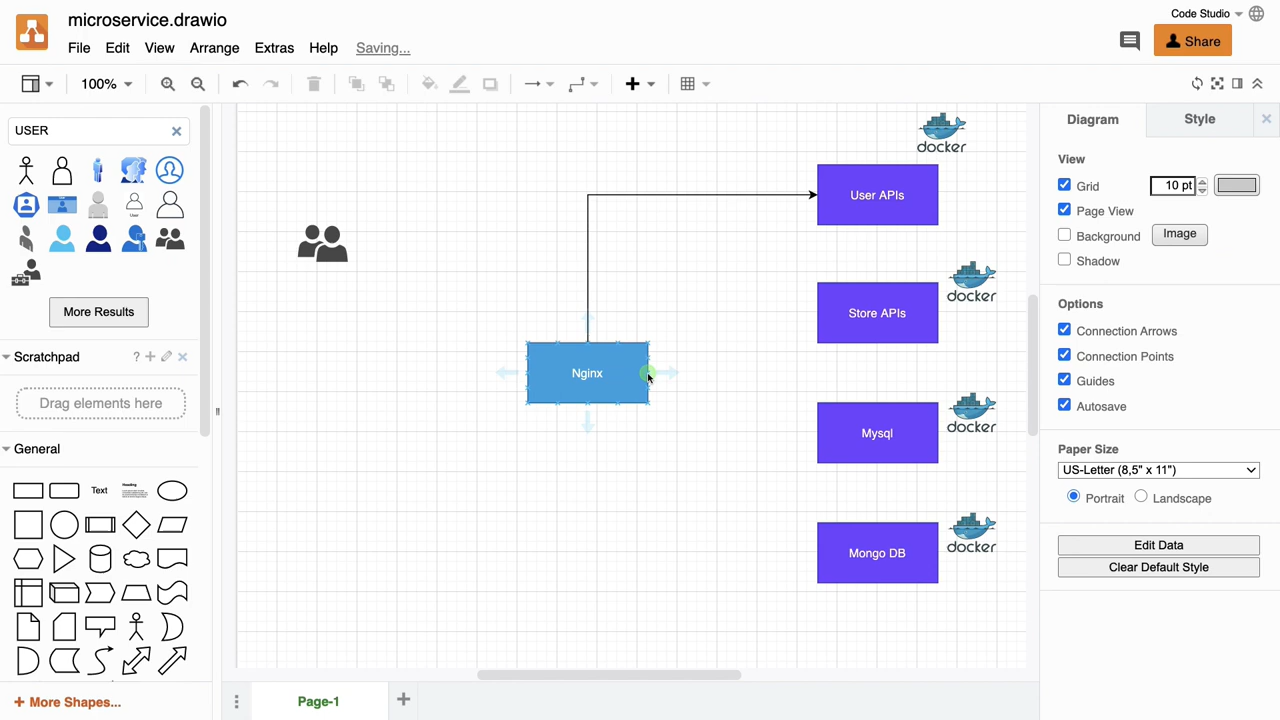 microservice.drawio
Code Studio
File Edit View Arrange Extras Help Saving...
Share
100%
USER
User
More Results
Scratchpad
?
Drag elements here
General
Text
Heading
More Shapes...
docker
User APIs
docker
Store APIs
Nginx
docker
Mysql
docker
Mongo DB
Page-1
Diagram Style
View
Grid 10 pt
Page View
Background Image
Shadow
Options
Connection Arrows
Connection Points
Guides
Autosave
Paper Size
US-Letter (8,5" x 11")
Portrait Landscape
Edit Data
Clear Default Style